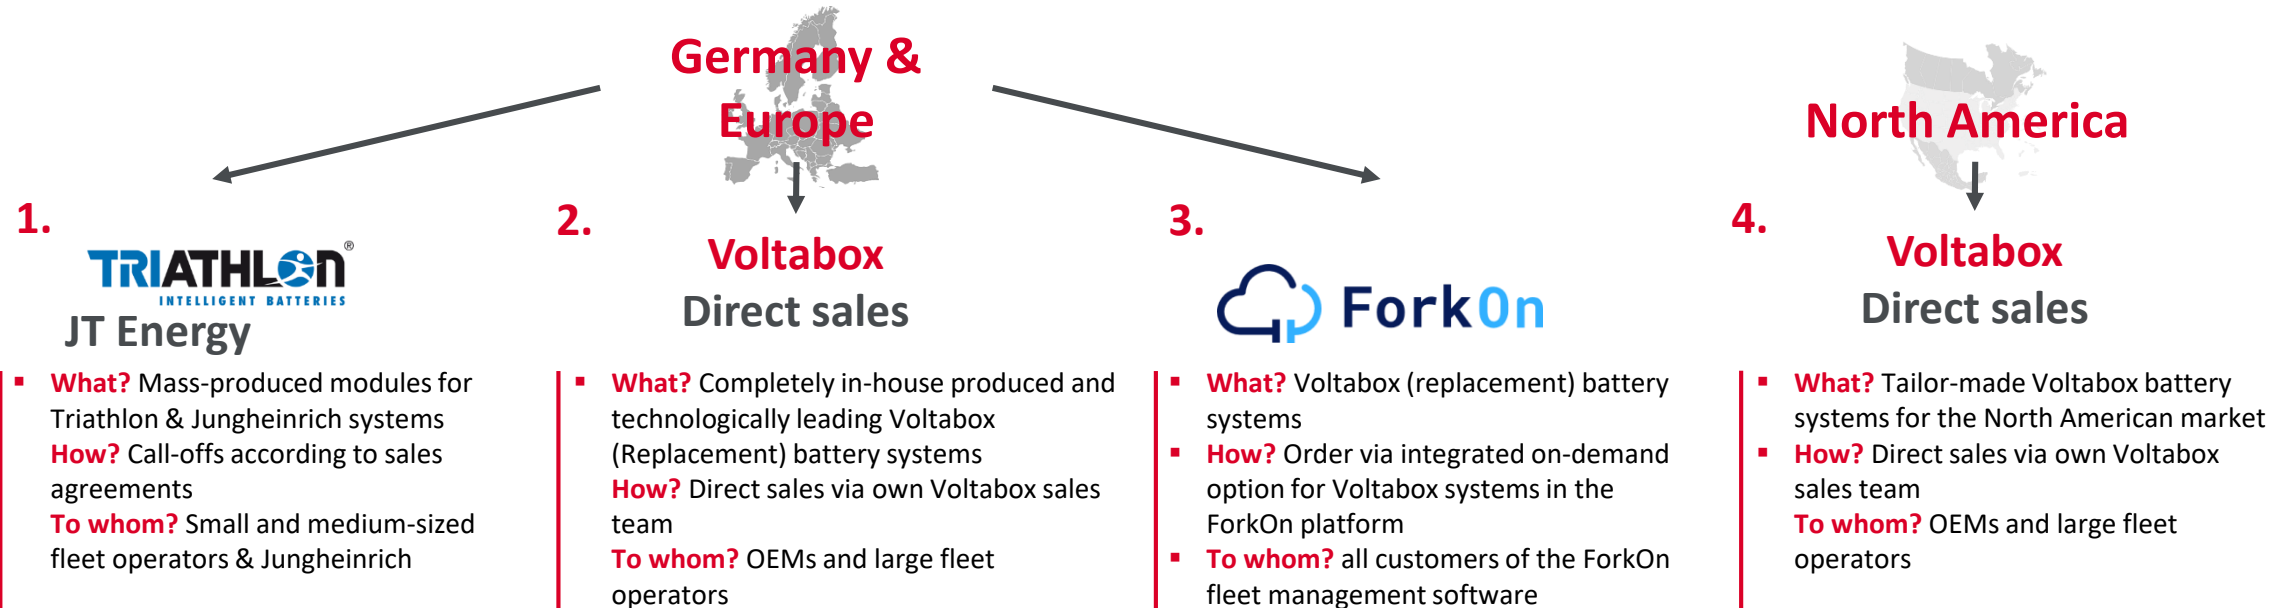 Germany &
Europe
North America
1.
TRIATHLON®
INTELLIGENT BATTERIES
JT Energy
▪ What? Mass-produced modules for
Triathlon & Jungheinrich systems
How? Call-offs according to sales
agreements
To whom? Small and medium-sized
fleet operators & Jungheinrich
2.
Voltabox
Direct sales
▪ What? Completely in-house produced and
technologically leading Voltabox
(Replacement) battery systems
How? Direct sales via own Voltabox sales
team
To whom? OEMs and large fleet
operators
3.
ForkOn
▪ What? Voltabox (replacement) battery
systems
▪ How? Order via integrated on-demand
option for Voltabox systems in the
ForkOn platform
▪ To whom? all customers of the ForkOn
fleet management software
4.
Voltabox
Direct sales
▪ What? Tailor-made Voltabox battery
systems for the North American market
▪ How? Direct sales via own Voltabox
sales team
To whom? OEMs and large fleet
operators